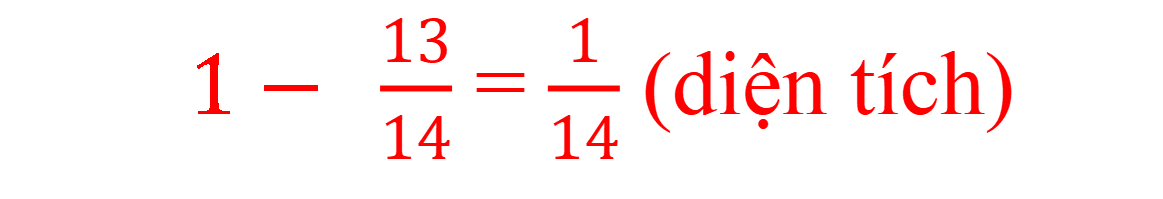 1 − 13/14 = 1/14 (diện tích)